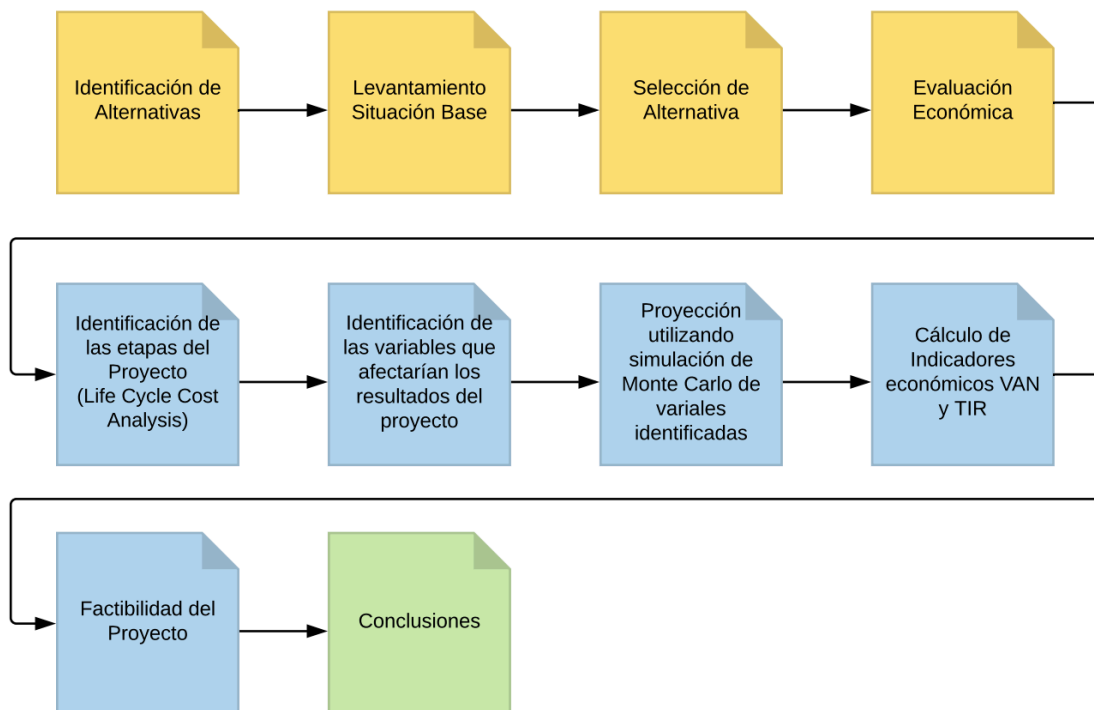 Identificación de
Alternativas
Levantamiento
Situación Base
Selección de
Alternativa
Evaluación
Económica
Identificación de
las etapas del
Proyecto
(Life Cycle Cost
Analysis)
Identificación de
las variables que
afectarían los
resultados del
proyecto
Proyección
utilizando
simulación de
Monte Carlo de
variales
identificadas
Cálculo de
Indicadores
económicos VAN
y TIR
Factibilidad del
Proyecto
Conclusiones